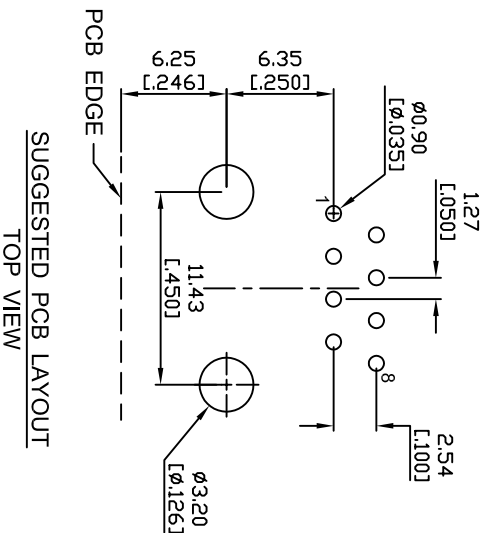 PCB EDGE
6.25
[.246]
6.35
[.250]
ø0.90
[ø.035]
1.27
[.050]
1
8
11.43
[.450]
2.54
[.100]
ø3.20
[ø.126]
SUGGESTED PCB LAYOUT
TOP VIEW